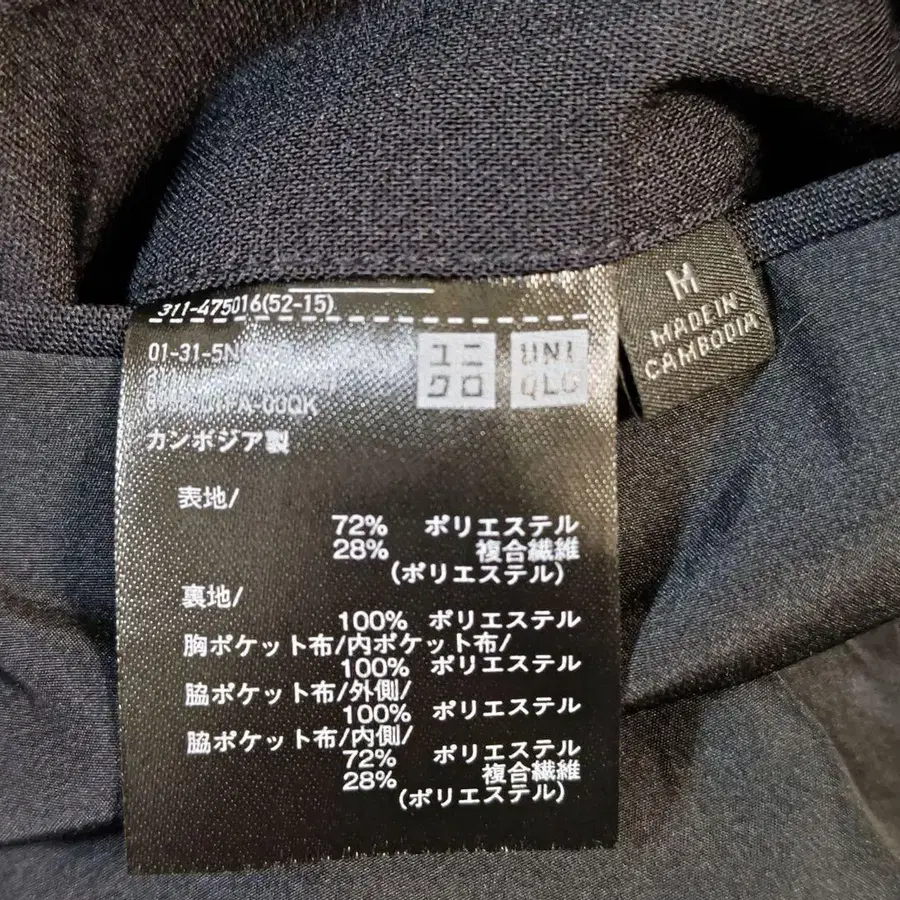 311-475016(52-15)
01-31-5N
ユニ
クロ
UNI
QLO
M
MADE IN
CAMBODIA
カンボジア製
表地/
72% ポリエステル
28% 複合繊維
(ポリエステル)
裏地/
100% ポリエステル
胸ポケット布/内ポケット布/
100% ポリエステル
脇ポケット布/外側/
100% ポリエステル
脇ポケット布/内側/
72% ポリエステル
28% 複合繊維
(ポリエステル)